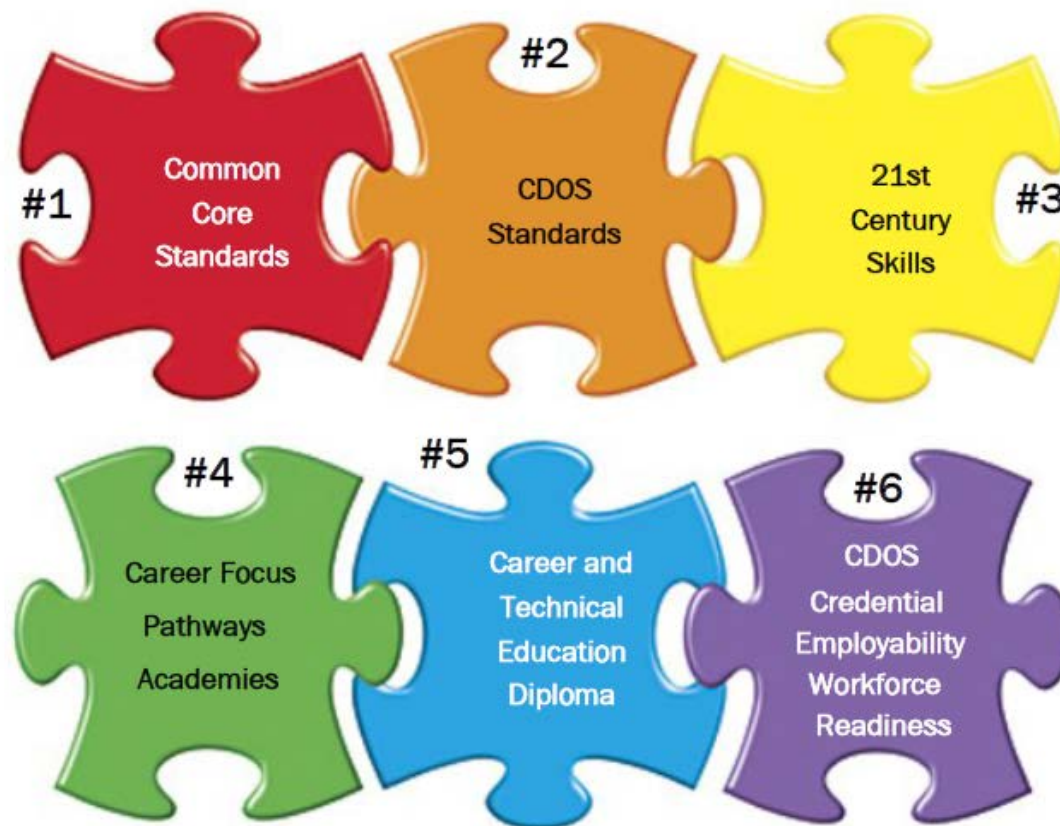 #1
Common
Core
Standards
#2
CDOS
Standards
21st
Century
Skills
#3
#4
Career Focus
Pathways
Academies
#5
Career and
Technical
Education
Diploma
#6
CDOS
Credential
Employability
Workforce
Readiness